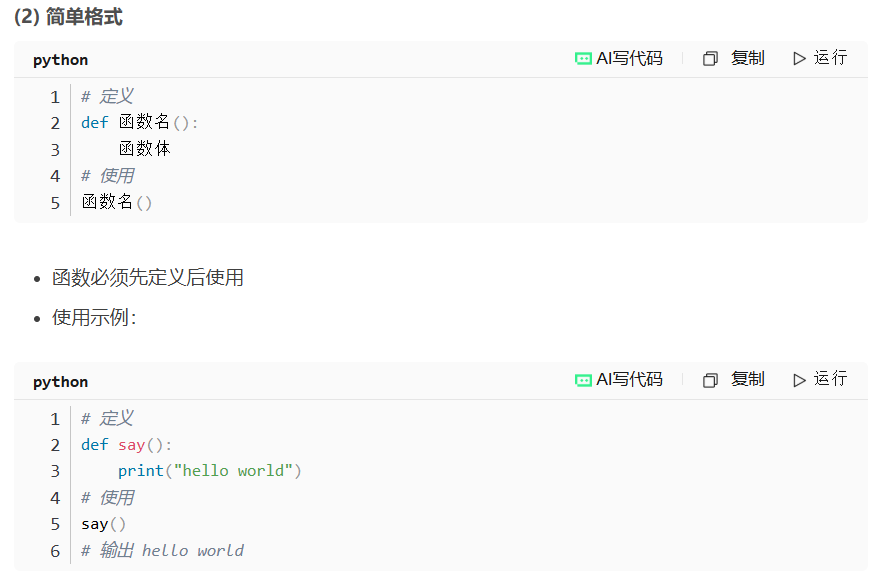 (2) 简单格式
python AI写代码 复制 运行
1 # 定义
2 def 函数名():
3     函数体
4 # 使用
5 函数名()
• 函数必须先定义后使用
• 使用示例：
python AI写代码 复制 运行
1 # 定义
2 def say():
3     print("hello world")
4 # 使用
5 say()
6 # 输出 hello world